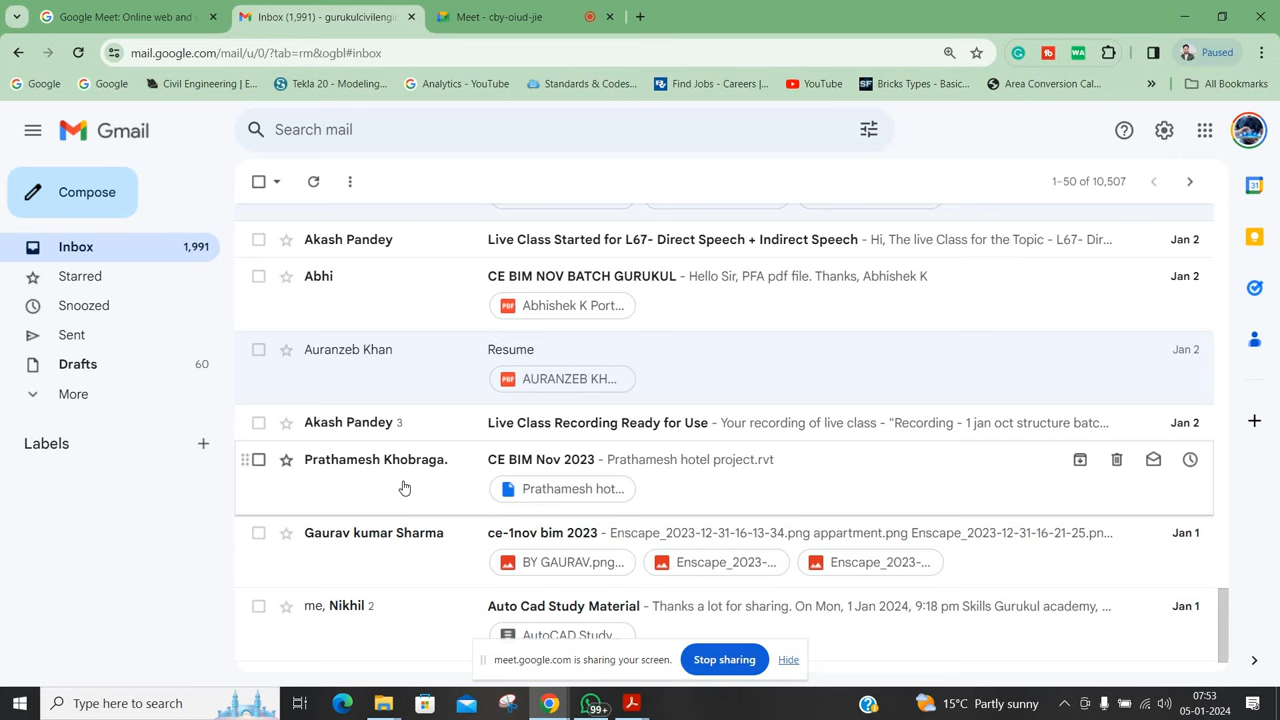 Google Meet: Online web and
Inbox (1,991) - gurukulcivilengin
Meet - cby-oiud-jie
mail.google.com/mail/u/0/?tab=rm&ogbl#inbox
Paused
Google
Google
Civil Engineering | E...
Tekla 20 - Modeling...
Analytics - YouTube
Standards & Codes...
Find Jobs - Careers |...
YouTube
Bricks Types - Basic...
Area Conversion Cal...
All Bookmarks
Gmail
Search mail
Compose
1–50 of 10,507
Inbox 1,991
Starred
Snoozed
Sent
Drafts 60
More
Labels
Akash Pandey Live Class Started for L67- Direct Speech + Indirect Speech - Hi, The live Class for the Topic - L67- Dir... Jan 2
Abhi CE BIM NOV BATCH GURUKUL - Hello Sir, PFA pdf file. Thanks, Abhishek K Jan 2
PDF Abhishek K Port...
Auranzeb Khan Resume Jan 2
PDF AURANZEB KH...
Akash Pandey 3 Live Class Recording Ready for Use - Your recording of live class - "Recording - 1 jan oct structure batc... Jan 2
Prathamesh Khobraga. CE BIM Nov 2023 - Prathamesh hotel project.rvt
Prathamesh hot...
Gaurav kumar Sharma ce-1nov bim 2023 - Enscape_2023-12-31-16-13-34.png appartment.png Enscape_2023-12-31-16-21-25.pn... Jan 1
BY GAURAV.png... Enscape_2023-... Enscape_2023-...
me, Nikhil 2 Auto Cad Study Material - Thanks a lot for sharing. On Mon, 1 Jan 2024, 9:18 pm Skills Gurukul academy, ... Jan 1
AutoCAD Study
meet.google.com is sharing your screen. Stop sharing Hide
Type here to search
99+
15°C Partly sunny
07:53
05-01-2024